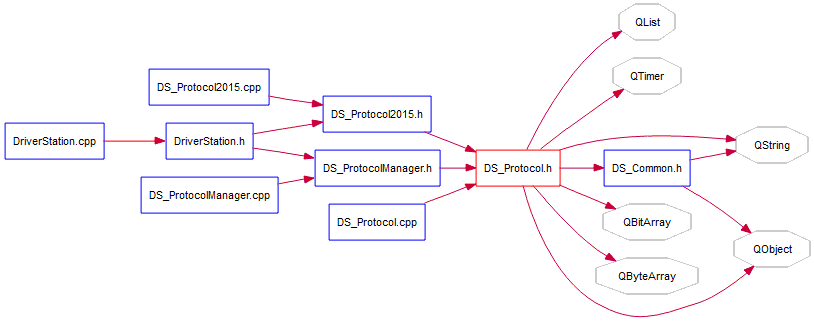 QList
QTimer
DS_Protocol2015.cpp
DS_Protocol2015.h
DriverStation.cpp
DriverStation.h
QString
DS_ProtocolManager.h
DS_Protocol.h
DS_Common.h
DS_ProtocolManager.cpp
DS_Protocol.cpp
QBitArray
QObject
QByteArray